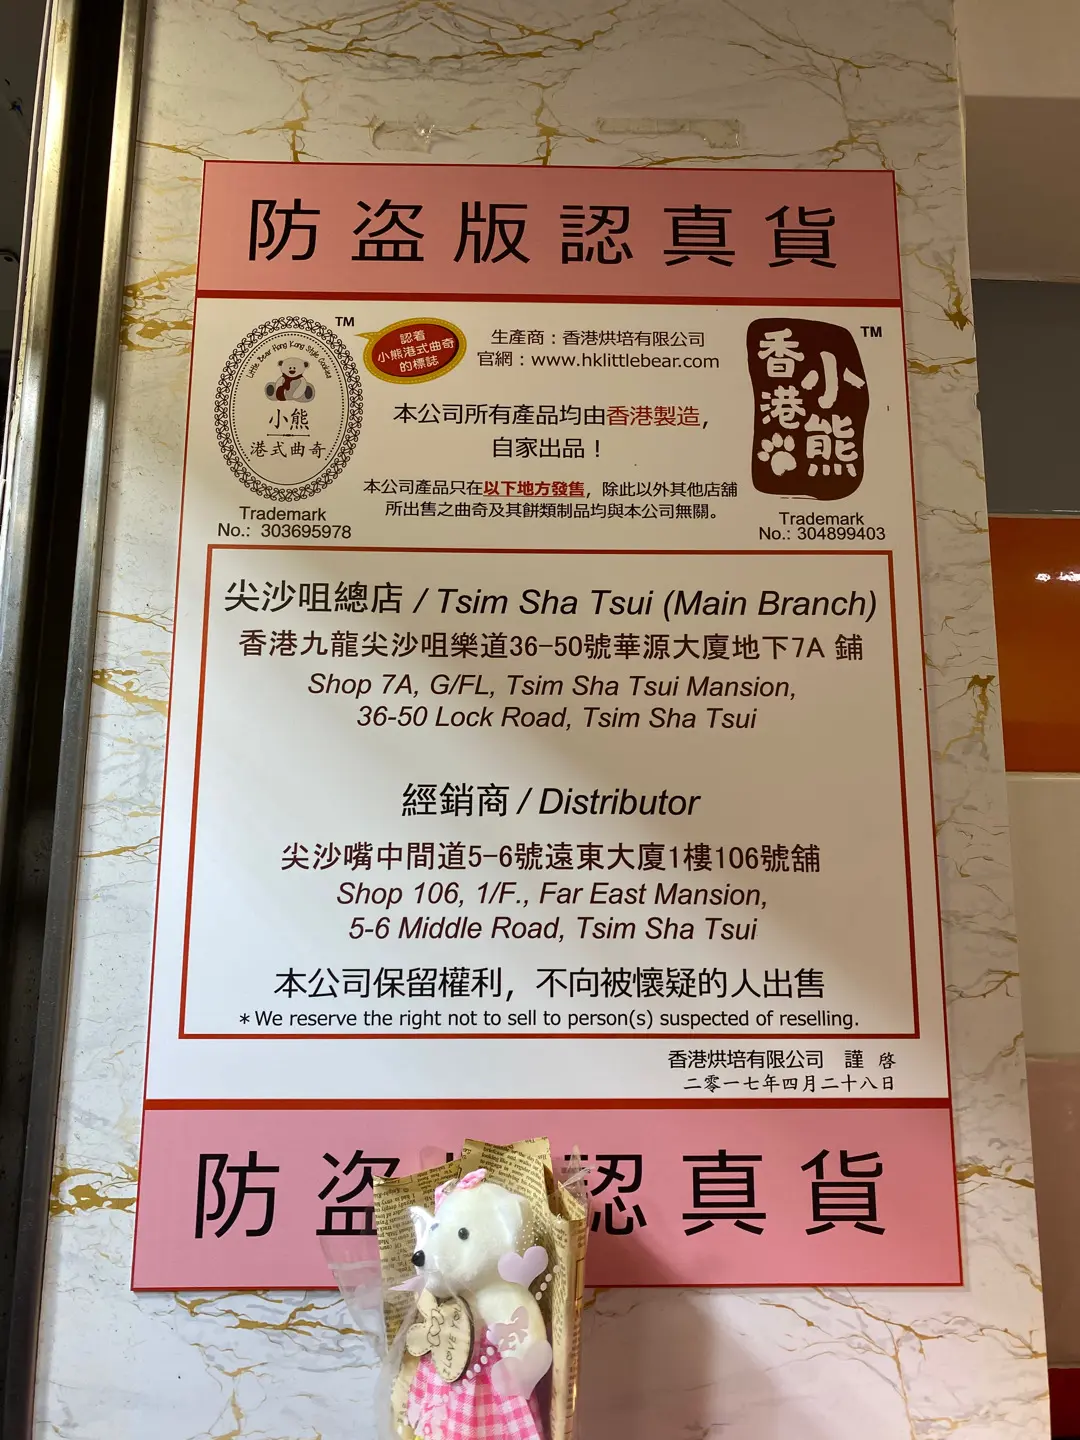 防盗版認真貨
TM
Little Bear Hong Kong Style Cookies
小熊
港式曲奇
Trademark
No.: 303695978
認着
小熊港式曲奇
的標誌
生產商：香港烘培有限公司
官網：www.hklittlebear.com
本公司所有產品均由香港製造，
自家出品！
本公司產品只在以下地方發售，除此以外其他店舖
所出售之曲奇及其餅類製品均與本公司無關。
TM
香港
小熊
Trademark
No.: 304899403
尖沙咀總店 / Tsim Sha Tsui (Main Branch)
香港九龍尖沙咀樂道36-50號華源大廈地下7A 鋪
Shop 7A, G/FL, Tsim Sha Tsui Mansion,
36-50 Lock Road, Tsim Sha Tsui
經銷商 / Distributor
尖沙嘴中間道5-6號遠東大廈1樓106號舖
Shop 106, 1/F., Far East Mansion,
5-6 Middle Road, Tsim Sha Tsui
本公司保留權利，不向被懷疑的人出售
* We reserve the right not to sell to person(s) suspected of reselling.
香港烘培有限公司 謹 啓
二零一七年四月二十八日
防盗 認真貨
I LOVE YOU